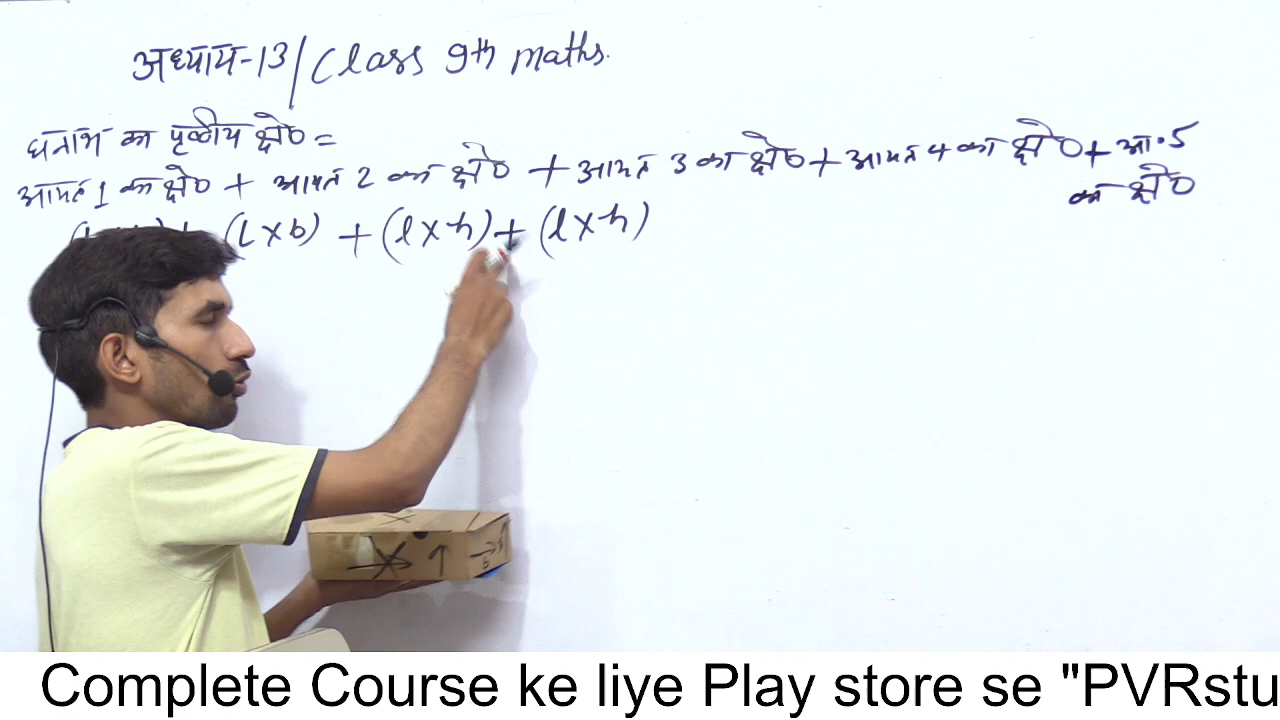 अध्याय-13/Class 9th maths.
घनाभ का पृष्ठीय क्षे०=
आयत 1 का क्षे० + आयत 2 का क्षे० + आयत 3 का क्षे० + आयत 4 का क्षे० + आ.5
का क्षे०
(L×b) + (l×h) + (l×h)
Complete Course ke liye Play store se "PVRstu